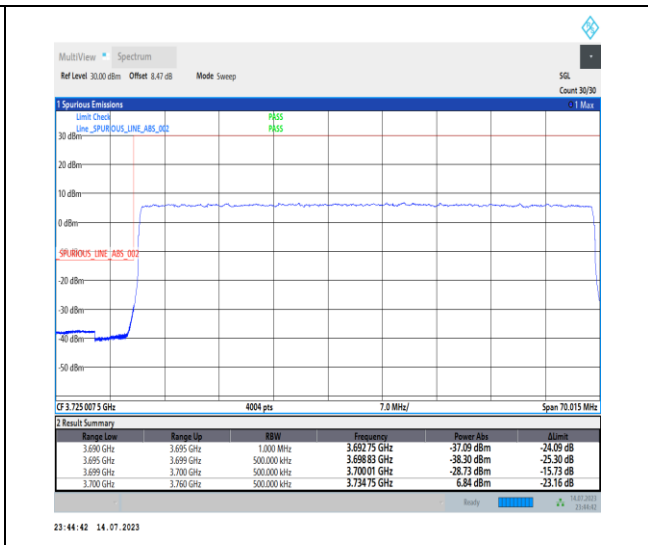 MultiView Spectrum
Ref Level 30.00 dBm Offset 8.47 dB Mode Sweep SGL
Count 30/30
1 Spurious Emissions 1 Max
Limit Check PASS
Line _SPURIOUS_LINE_ABS_002 PASS
30 dBm
20 dBm
10 dBm
0 dBm
_SPURIOUS_LINE_ABS_002
-20 dBm
-30 dBm
-40 dBm
-50 dBm
CF 3.725 007 5 GHz 4004 pts 7.0 MHz/ Span 70.015 MHz
2 Result Summary
Range Low Range Up RBW Frequency Power Abs ΔLimit
3.690 GHz 3.695 GHz 1.000 MHz 3.692 75 GHz -37.09 dBm -24.09 dB
3.695 GHz 3.699 GHz 500.000 kHz 3.698 83 GHz -38.30 dBm -25.30 dB
3.699 GHz 3.700 GHz 500.000 kHz 3.700 01 GHz -28.73 dBm -15.73 dB
3.700 GHz 3.760 GHz 500.000 kHz 3.734 75 GHz 6.84 dBm -23.16 dB
Ready 14.07.2023
23:44:42
23:44:42 14.07.2023